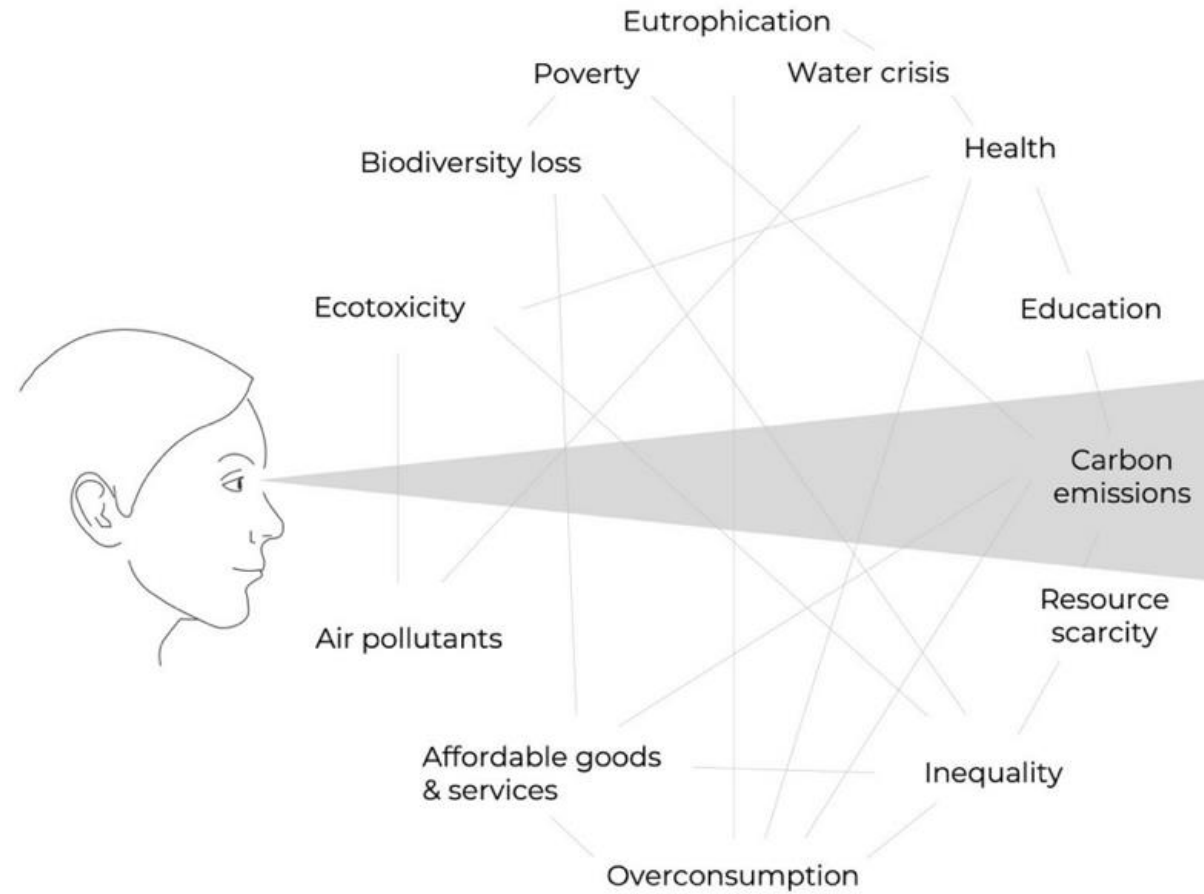 Eutrophication
Poverty
Water crisis
Health
Biodiversity loss
Ecotoxicity
Education
Carbon
emissions
Resource
scarcity
Air pollutants
Affordable goods
& services
Inequality
Overconsumption